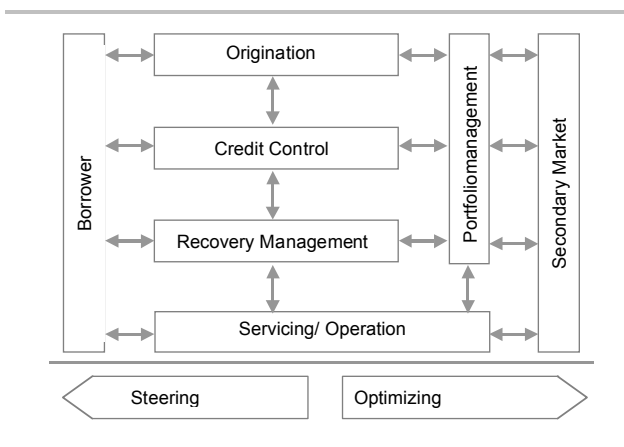 Origination
Credit Control
Recovery Management
Servicing/ Operation
Borrower
Portfoliomanagement
Secondary Market
Steering
Optimizing